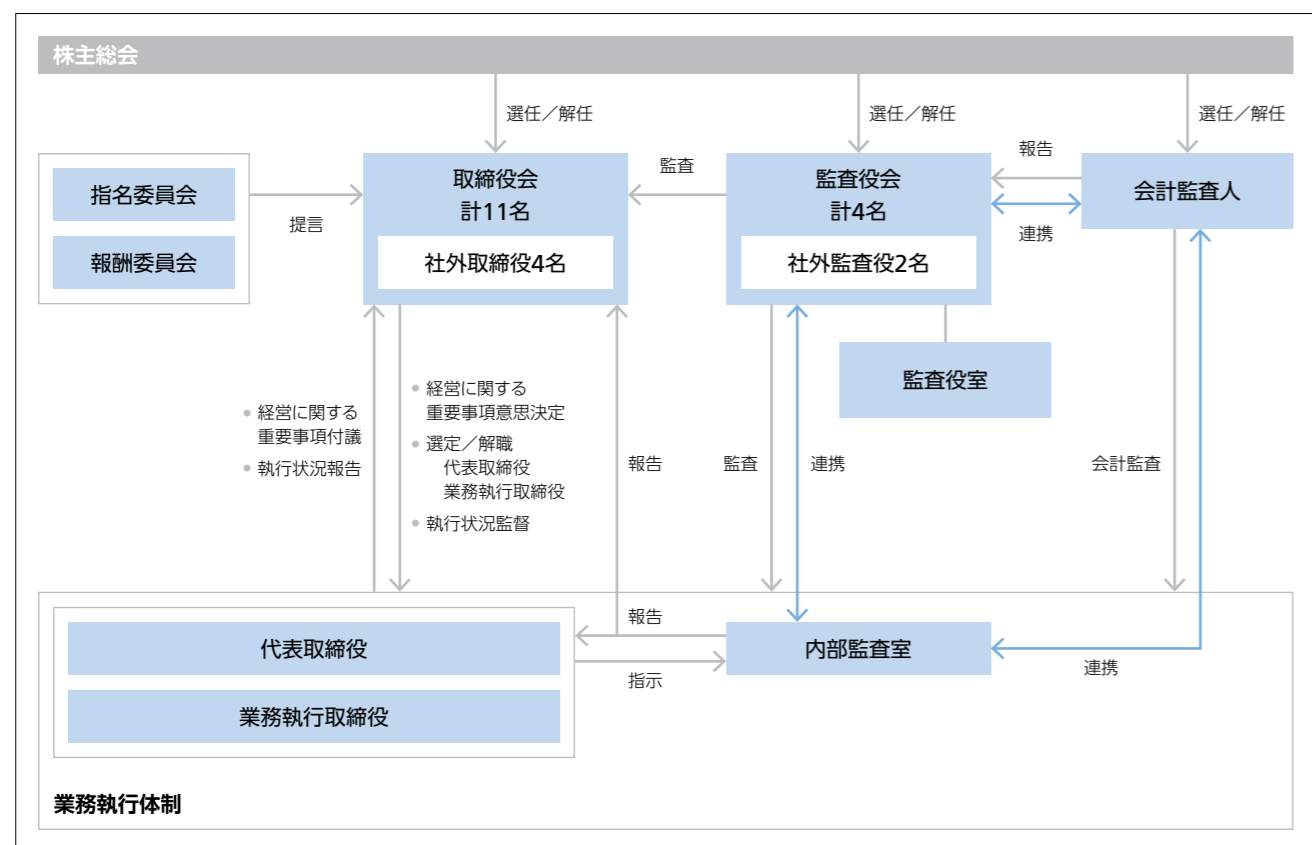 株主総会
選任／解任
選任／解任
選任／解任
指名委員会
報酬委員会
提言
取締役会
計11名
社外取締役4名
監査
監査役会
計4名
社外監査役2名
報告
連携
会計監査人
監査役室
● 経営に関する
重要事項付議
● 執行状況報告
● 経営に関する
重要事項意思決定
● 選定／解職
代表取締役
業務執行取締役
● 執行状況監督
報告
監査
連携
会計監査
代表取締役
業務執行取締役
報告
指示
内部監査室
連携
業務執行体制